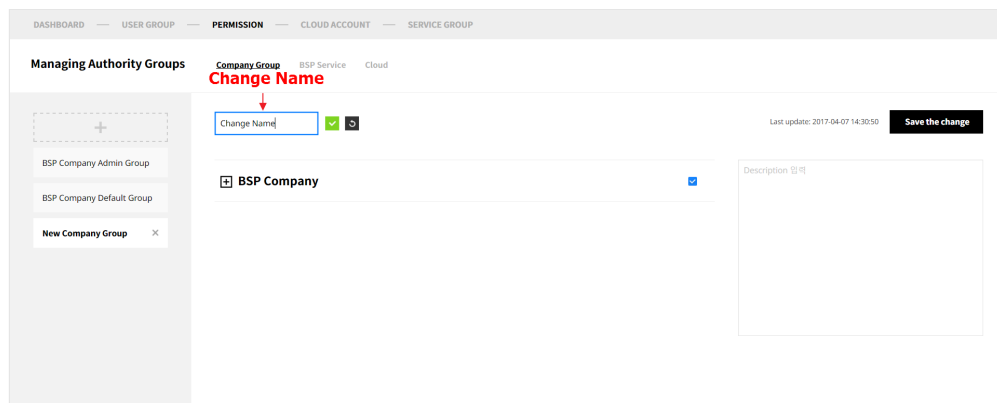 DASHBOARD — USER GROUP — PERMISSION — CLOUD ACCOUNT — SERVICE GROUP
Managing Authority Groups
Company Group BSP Service Cloud
Change Name
Change Name
Last update: 2017-04-07 14:30:50
Save the change
+
BSP Company Admin Group
BSP Company Default Group
New Company Group ×
BSP Company
Description 입력